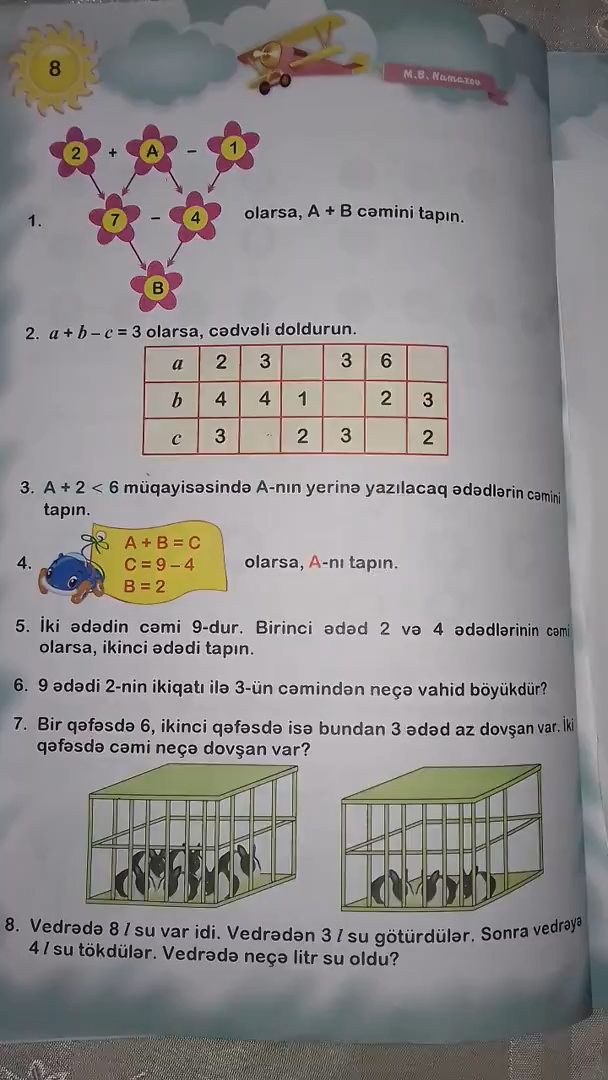 8
M.B. Namazov
2 + A - 1
1. 7 - 4 olarsa, A + B cəmini tapın.
B
2. a + b – c = 3 olarsa, cədvəli doldurun.
a 2 3 3 6
b 4 4 1 2 3
c 3 2 3 2
3. A + 2 < 6 müqayisəsində A-nın yerinə yazılacaq ədədlərin cəmini
tapın.
A + B = C
4. C = 9 – 4 olarsa, A-nı tapın.
B = 2
5. İki ədədin cəmi 9-dur. Birinci ədəd 2 və 4 ədədlərinin cəmi
olarsa, ikinci ədədi tapın.
6. 9 ədədi 2-nin ikiqatı ilə 3-ün cəmindən neçə vahid böyükdür?
7. Bir qəfəsdə 6, ikinci qəfəsdə isə bundan 3 ədəd az dovşan var. İki
qəfəsdə cəmi neçə dovşan var?
8. Vedrədə 8 l su var idi. Vedrədən 3 l su götürdülər. Sonra vedrəyə
4 l su tökdülər. Vedrədə neçə litr su oldu?